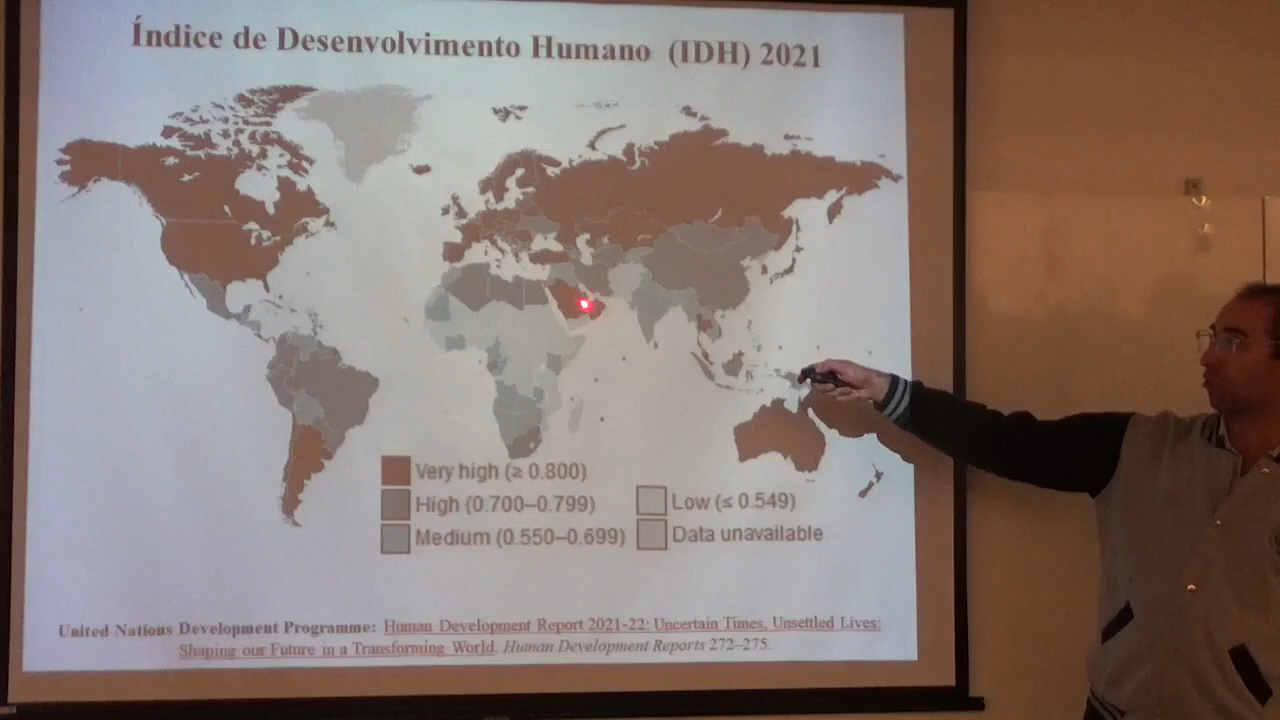 Índice de Desenvolvimento Humano (IDH) 2021
Very high (≥ 0.800)
High (0.700–0.799)
Medium (0.550–0.699)
Low (≤ 0.549)
Data unavailable
United Nations Development Programme: Human Development Report 2021-22: Uncertain Times, Unsettled Lives:
Shaping our Future in a Transforming World. Human Development Reports 272–275.